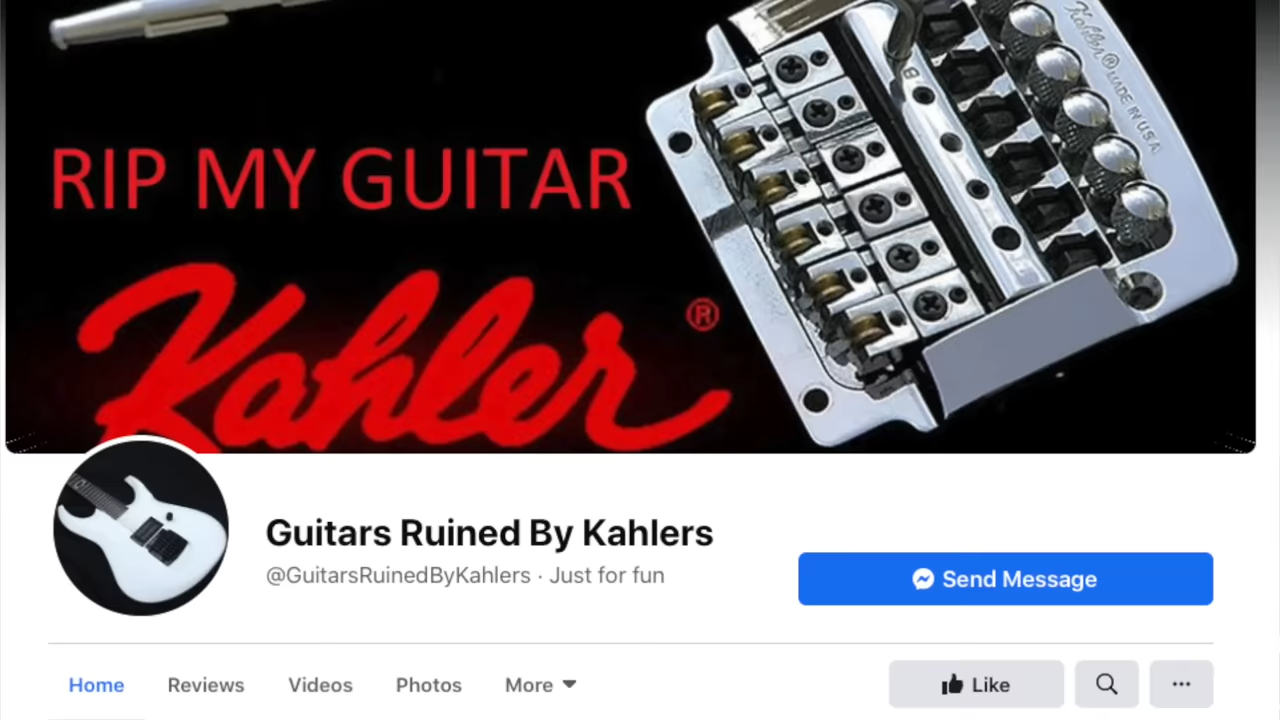 Kahler® MADE IN U.S.A
RIP MY GUITAR
Kahler®
Guitars Ruined By Kahlers
@GuitarsRuinedByKahlers · Just for fun
Send Message
Home Reviews Videos Photos More Like ···